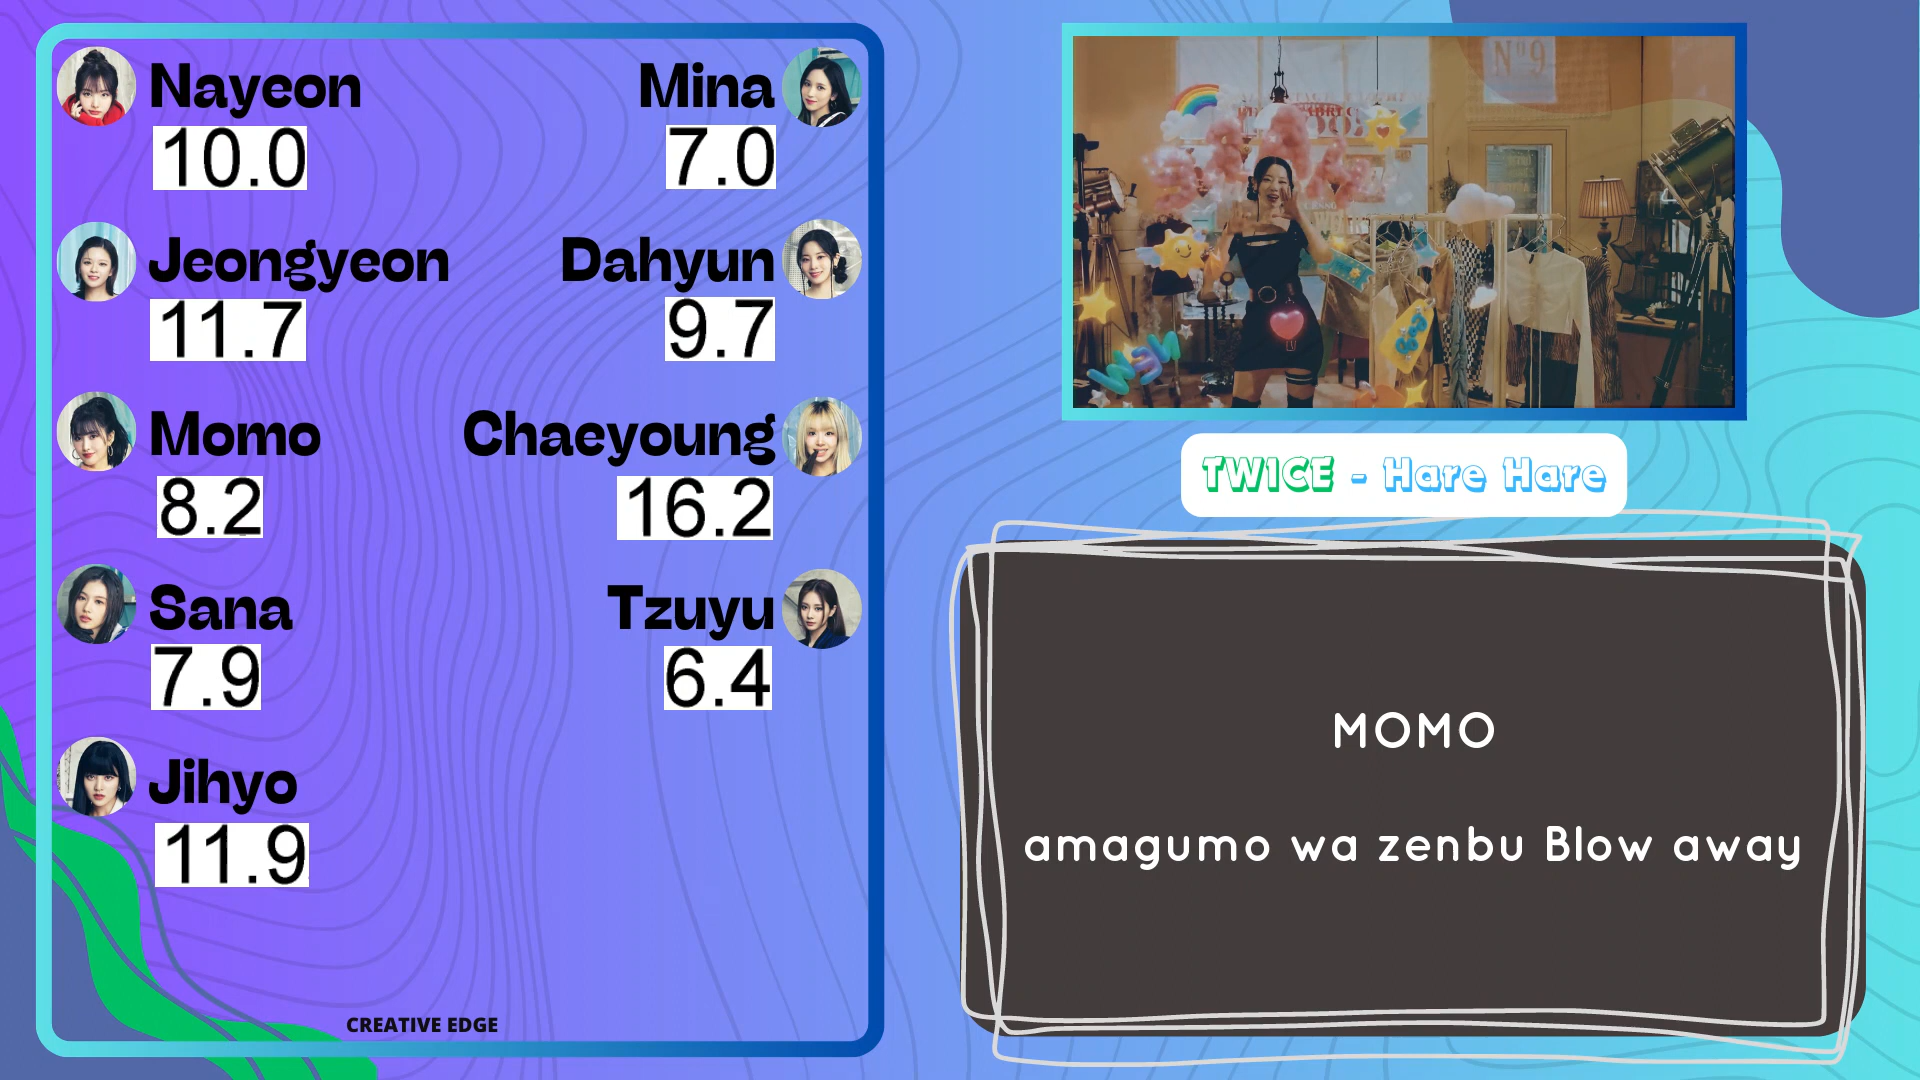 Nayeon
10.0
Jeongyeon
11.7
Momo
8.2
Sana
7.9
Jihyo
11.9
Mina
7.0
Dahyun
9.7
Chaeyoung
16.2
Tzuyu
6.4
CREATIVE EDGE
Nº9
TWICE - Hare Hare
MOMO
amagumo wa zenbu Blow away